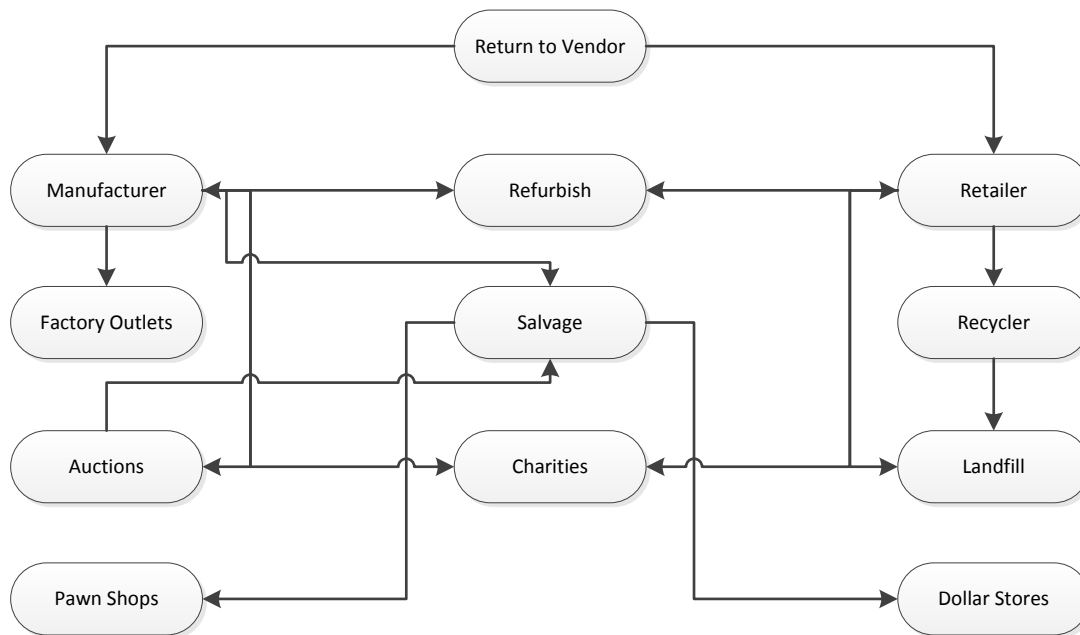 Return to Vendor
Manufacturer
Refurbish
Retailer
Factory Outlets
Salvage
Recycler
Auctions
Charities
Landfill
Pawn Shops
Dollar Stores